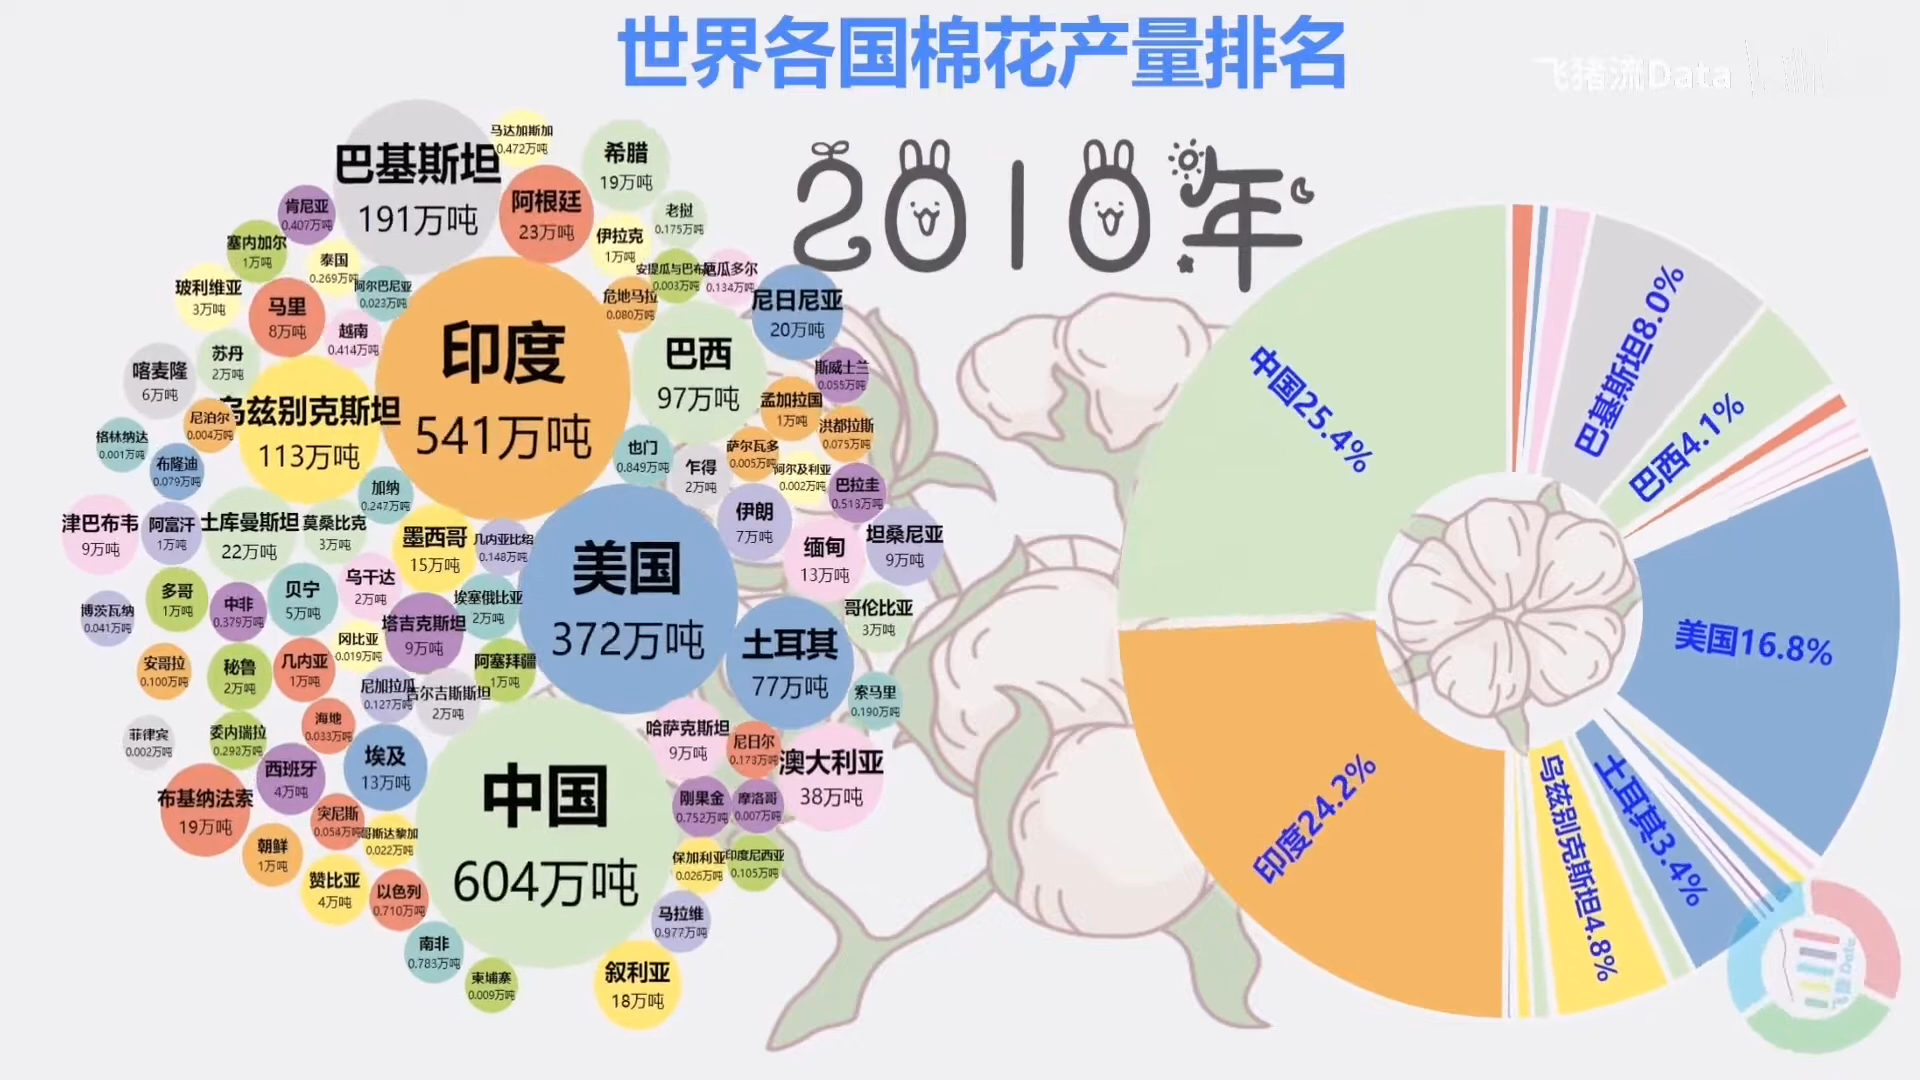 世界各国棉花产量排名
飞猪流Data
2010年
巴基斯坦
191万吨
马达加斯加
0.472万吨
希腊
19万吨
阿根廷
23万吨
肯尼亚
0.407万吨
老挝
0.175万吨
塞内加尔
1万吨
伊拉克
1万吨
泰国
0.269万吨
安提瓜与巴布
0.003万吨
厄瓜多尔
0.134万吨
玻利维亚
3万吨
阿尔巴尼亚
0.023万吨
马里
8万吨
危地马拉
0.080万吨
尼日尼亚
20万吨
越南
0.414万吨
印度
541万吨
巴西
97万吨
苏丹
2万吨
喀麦隆
6万吨
斯威士兰
0.055万吨
乌兹别克斯坦
113万吨
孟加拉国
1万吨
尼泊尔
0.004万吨
洪都拉斯
0.075万吨
格林纳达
0.001万吨
也门
0.849万吨
萨尔瓦多
0.005万吨
布隆迪
0.079万吨
乍得
2万吨
阿尔及利亚
0.002万吨
加纳
0.247万吨
巴拉圭
0.513万吨
津巴布韦
9万吨
阿富汗
1万吨
土库曼斯坦
22万吨
莫桑比克
3万吨
伊朗
7万吨
墨西哥
15万吨
几内亚比绍
0.148万吨
缅甸
13万吨
坦桑尼亚
9万吨
美国
372万吨
多哥
1万吨
中非
0.379万吨
贝宁
5万吨
乌干达
2万吨
埃塞俄比亚
2万吨
博茨瓦纳
0.041万吨
塔吉克斯坦
9万吨
哥伦比亚
3万吨
冈比亚
0.019万吨
土耳其
77万吨
安哥拉
0.100万吨
秘鲁
2万吨
几内亚
1万吨
阿塞拜疆
1万吨
尼加拉瓜
0.127万吨
吉尔吉斯斯坦
2万吨
索马里
0.190万吨
菲律宾
0.002万吨
委内瑞拉
0.293万吨
海地
0.033万吨
哈萨克斯坦
9万吨
尼日尔
0.173万吨
澳大利亚
38万吨
埃及
13万吨
西班牙
4万吨
中国
604万吨
布基纳法索
19万吨
刚果金
0.752万吨
摩洛哥
0.007万吨
突尼斯
0.054万吨
哥斯达黎加
0.022万吨
朝鲜
1万吨
保加利亚
0.026万吨
印度尼西亚
0.105万吨
赞比亚
4万吨
以色列
0.710万吨
马拉维
0.977万吨
南非
0.783万吨
柬埔寨
0.009万吨
叙利亚
18万吨
中国25.4%
巴基斯坦8.0%
巴西4.1%
美国16.8%
土耳其3.4%
乌兹别克斯坦4.8%
印度24.2%